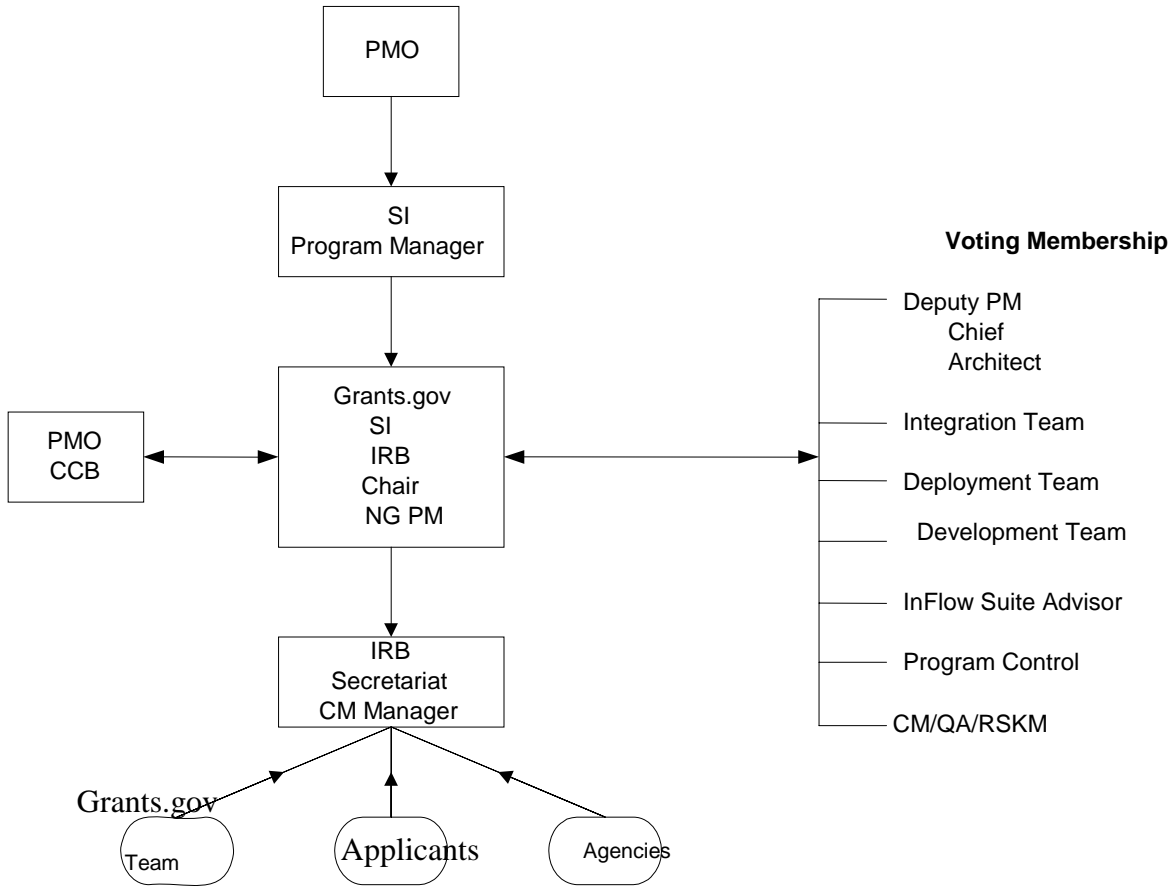 PMO
SI
Program Manager
Voting Membership
Deputy PM
Chief
Architect
Grants.gov
SI
IRB
Chair
NG PM
PMO
CCB
Integration Team
Deployment Team
Development Team
InFlow Suite Advisor
Program Control
CM/QA/RSKM
IRB
Secretariat
CM Manager
Grants.gov
Team
Applicants
Agencies